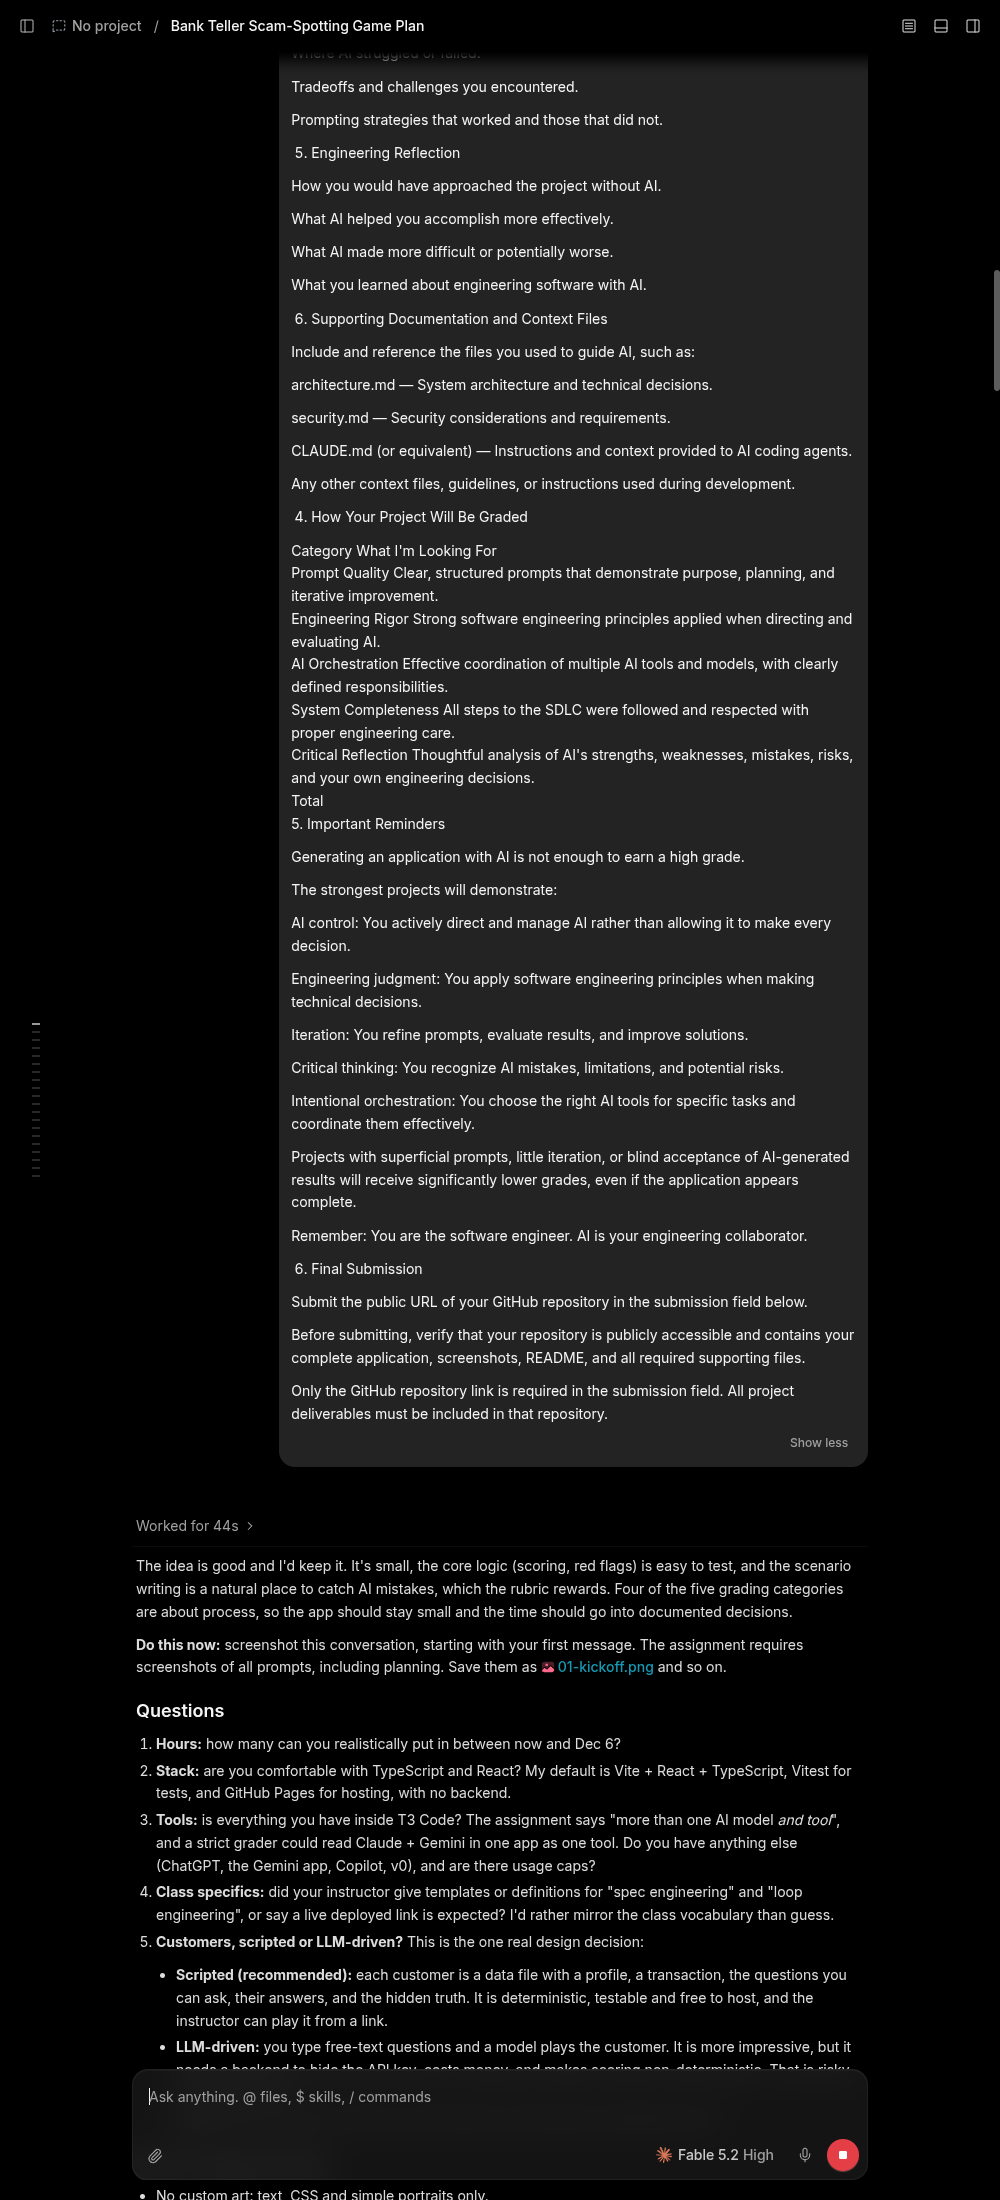 No project / Bank Teller Scam-Spotting Game Plan
Where AI struggled or failed.
Tradeoffs and challenges you encountered.
Prompting strategies that worked and those that did not.
5. Engineering Reflection
How you would have approached the project without AI.
What AI helped you accomplish more effectively.
What AI made more difficult or potentially worse.
What you learned about engineering software with AI.
6. Supporting Documentation and Context Files
Include and reference the files you used to guide AI, such as:
architecture.md — System architecture and technical decisions.
security.md — Security considerations and requirements.
CLAUDE.md (or equivalent) — Instructions and context provided to AI coding agents.
Any other context files, guidelines, or instructions used during development.
4. How Your Project Will Be Graded
Category What I'm Looking For
Prompt Quality Clear, structured prompts that demonstrate purpose, planning, and
iterative improvement.
Engineering Rigor Strong software engineering principles applied when directing and
evaluating AI.
AI Orchestration Effective coordination of multiple AI tools and models, with clearly
defined responsibilities.
System Completeness All steps to the SDLC were followed and respected with
proper engineering care.
Critical Reflection Thoughtful analysis of AI's strengths, weaknesses, mistakes, risks,
and your own engineering decisions.
Total
5. Important Reminders
Generating an application with AI is not enough to earn a high grade.
The strongest projects will demonstrate:
AI control: You actively direct and manage AI rather than allowing it to make every
decision.
Engineering judgment: You apply software engineering principles when making
technical decisions.
Iteration: You refine prompts, evaluate results, and improve solutions.
Critical thinking: You recognize AI mistakes, limitations, and potential risks.
Intentional orchestration: You choose the right AI tools for specific tasks and
coordinate them effectively.
Projects with superficial prompts, little iteration, or blind acceptance of AI-generated
results will receive significantly lower grades, even if the application appears
complete.
Remember: You are the software engineer. AI is your engineering collaborator.
6. Final Submission
Submit the public URL of your GitHub repository in the submission field below.
Before submitting, verify that your repository is publicly accessible and contains your
complete application, screenshots, README, and all required supporting files.
Only the GitHub repository link is required in the submission field. All project
deliverables must be included in that repository.
Show less
Worked for 44s
The idea is good and I'd keep it. It's small, the core logic (scoring, red flags) is easy to test, and the scenario
writing is a natural place to catch AI mistakes, which the rubric rewards. Four of the five grading categories
are about process, so the app should stay small and the time should go into documented decisions.
Do this now: screenshot this conversation, starting with your first message. The assignment requires
screenshots of all prompts, including planning. Save them as 01-kickoff.png and so on.
Questions
1. Hours: how many can you realistically put in between now and Dec 6?
2. Stack: are you comfortable with TypeScript and React? My default is Vite + React + TypeScript, Vitest for
tests, and GitHub Pages for hosting, with no backend.
3. Tools: is everything you have inside T3 Code? The assignment says "more than one AI model and tool",
and a strict grader could read Claude + Gemini in one app as one tool. Do you have anything else
(ChatGPT, the Gemini app, Copilot, v0), and are there usage caps?
4. Class specifics: did your instructor give templates or definitions for "spec engineering" and "loop
engineering", or say a live deployed link is expected? I'd rather mirror the class vocabulary than guess.
5. Customers, scripted or LLM-driven? This is the one real design decision:
• Scripted (recommended): each customer is a data file with a profile, a transaction, the questions you
can ask, their answers, and the hidden truth. It is deterministic, testable and free to host, and the
instructor can play it from a link.
• LLM-driven: you type free-text questions and a model plays the customer. It is more impressive, but it
needs a backend to hide the API key, costs money, and makes scoring non-deterministic. That is risky
Ask anything. @ files, $ skills, / commands
Fable 5.2 High
• No custom art: text, CSS and simple portraits only.